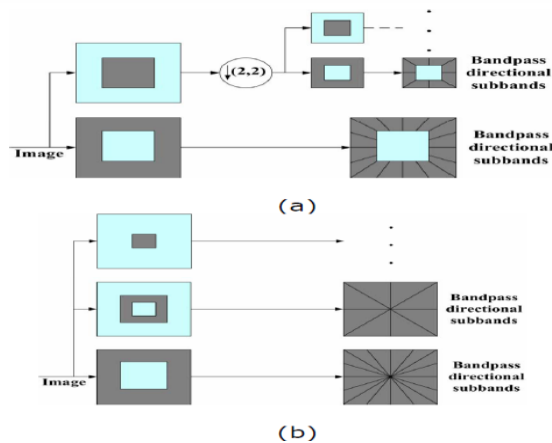 ↓(2,2)
Bandpass
directional
subbands
Image
Bandpass
directional
subbands
(a)
Bandpass
directional
subbands
Image
Bandpass
directional
subbands
(b)